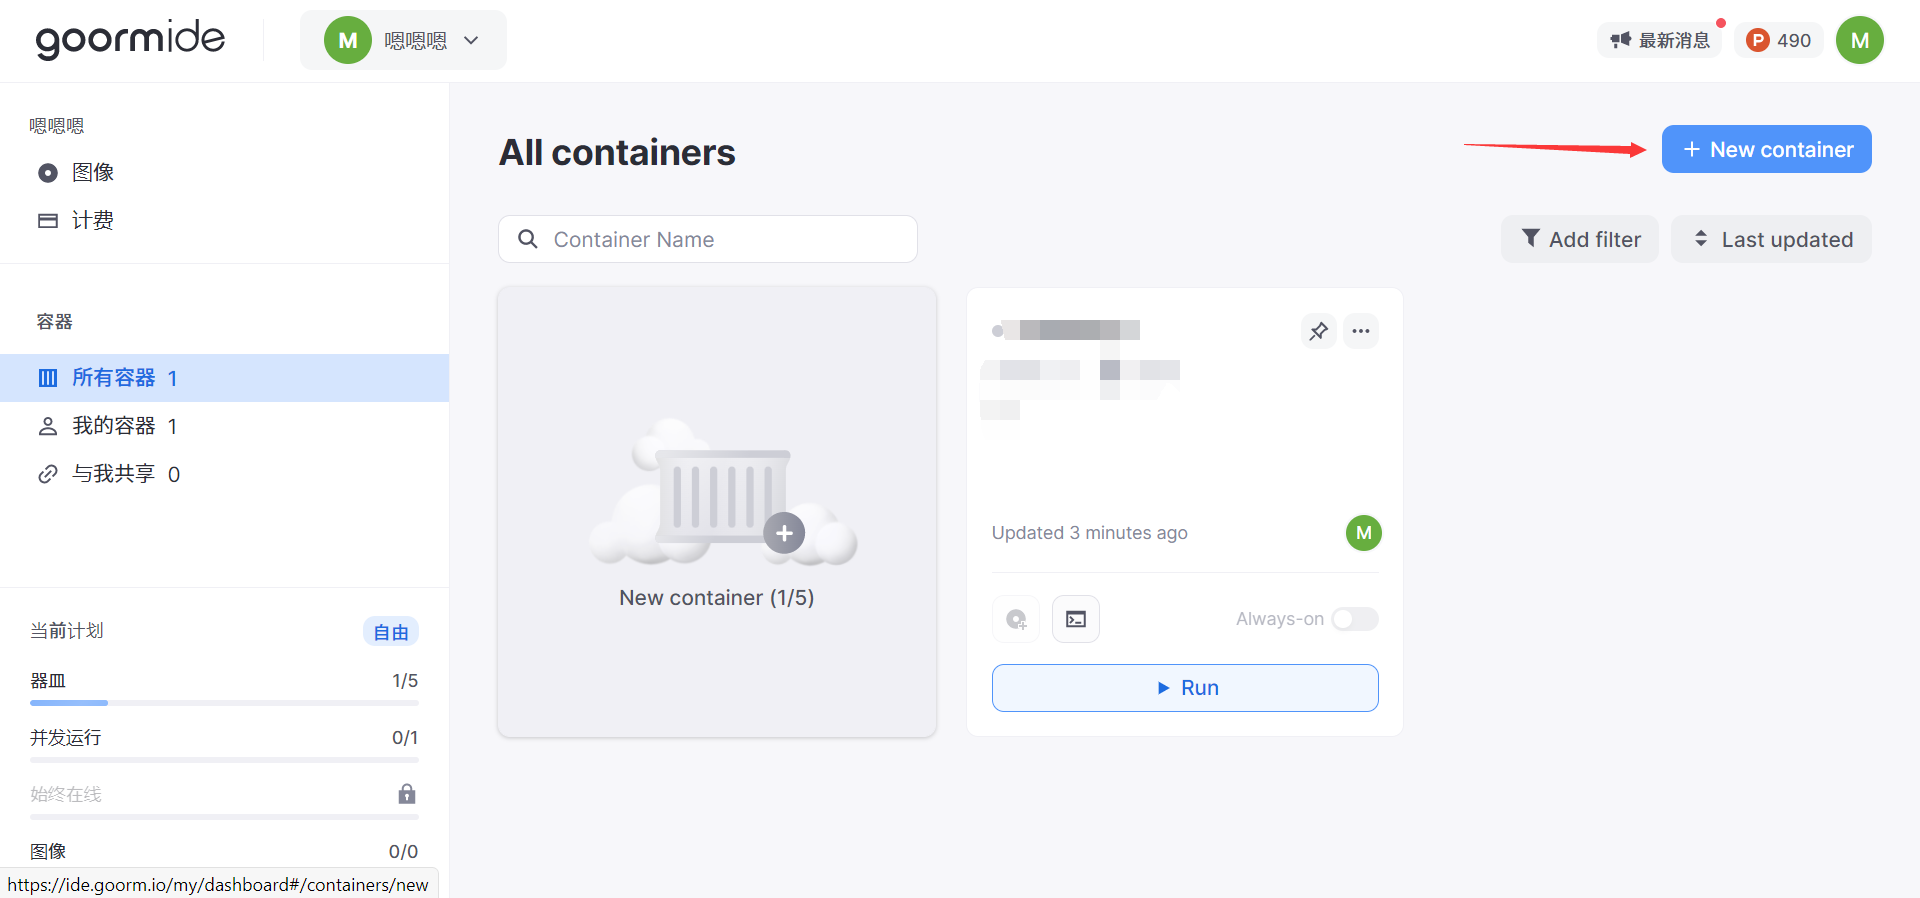 goormide
M 嗯嗯嗯
最新消息
P 490
M
嗯嗯嗯
图像
计费
容器
所有容器 1
我的容器 1
与我共享 0
当前计划 自由
器皿 1/5
并发运行 0/1
始终在线
图像 0/0
https://ide.goorm.io/my/dashboard#/containers/new
All containers
+ New container
Container Name
Add filter
Last updated
New container (1/5)
Updated 3 minutes ago
M
Always-on
Run